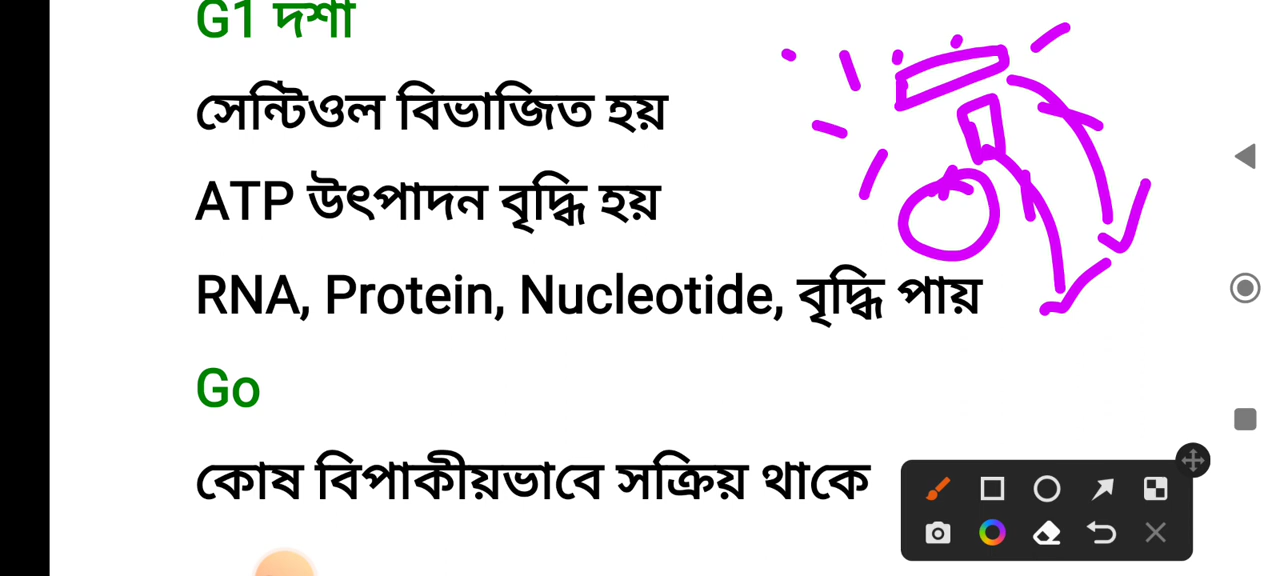 G1 দশা
সেন্টিওল বিভাজিত হয়
ATP উৎপাদন বৃদ্ধি হয়
RNA, Protein, Nucleotide, বৃদ্ধি পায়
Go
কোষ বিপাকীয়ভাবে সক্রিয় থাকে